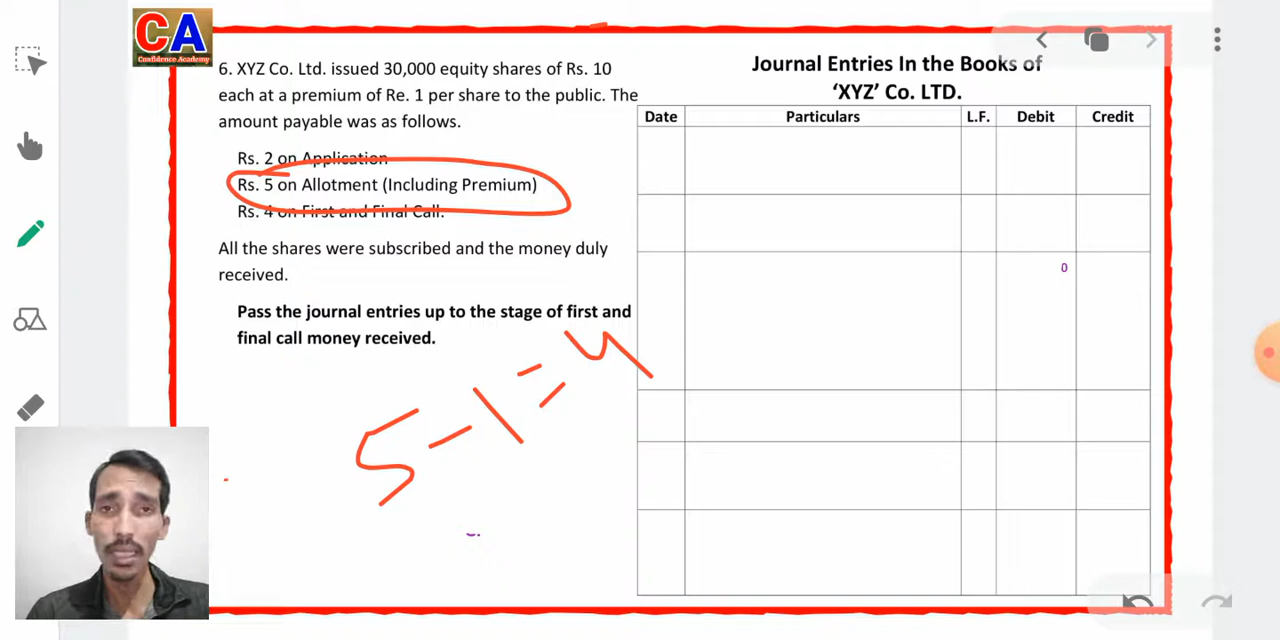 CA
Confidence Academy
6. XYZ Co. Ltd. issued 30,000 equity shares of Rs. 10
each at a premium of Re. 1 per share to the public. The
amount payable was as follows.
Rs. 2 on Application
Rs. 5 on Allotment (Including Premium)
Rs. 4 on First and Final Call.
All the shares were subscribed and the money duly
received.
Pass the journal entries up to the stage of first and
final call money received.
5-1=4
Journal Entries In the Books of
‘XYZ’ Co. LTD.
Date Particulars L.F. Debit Credit
0